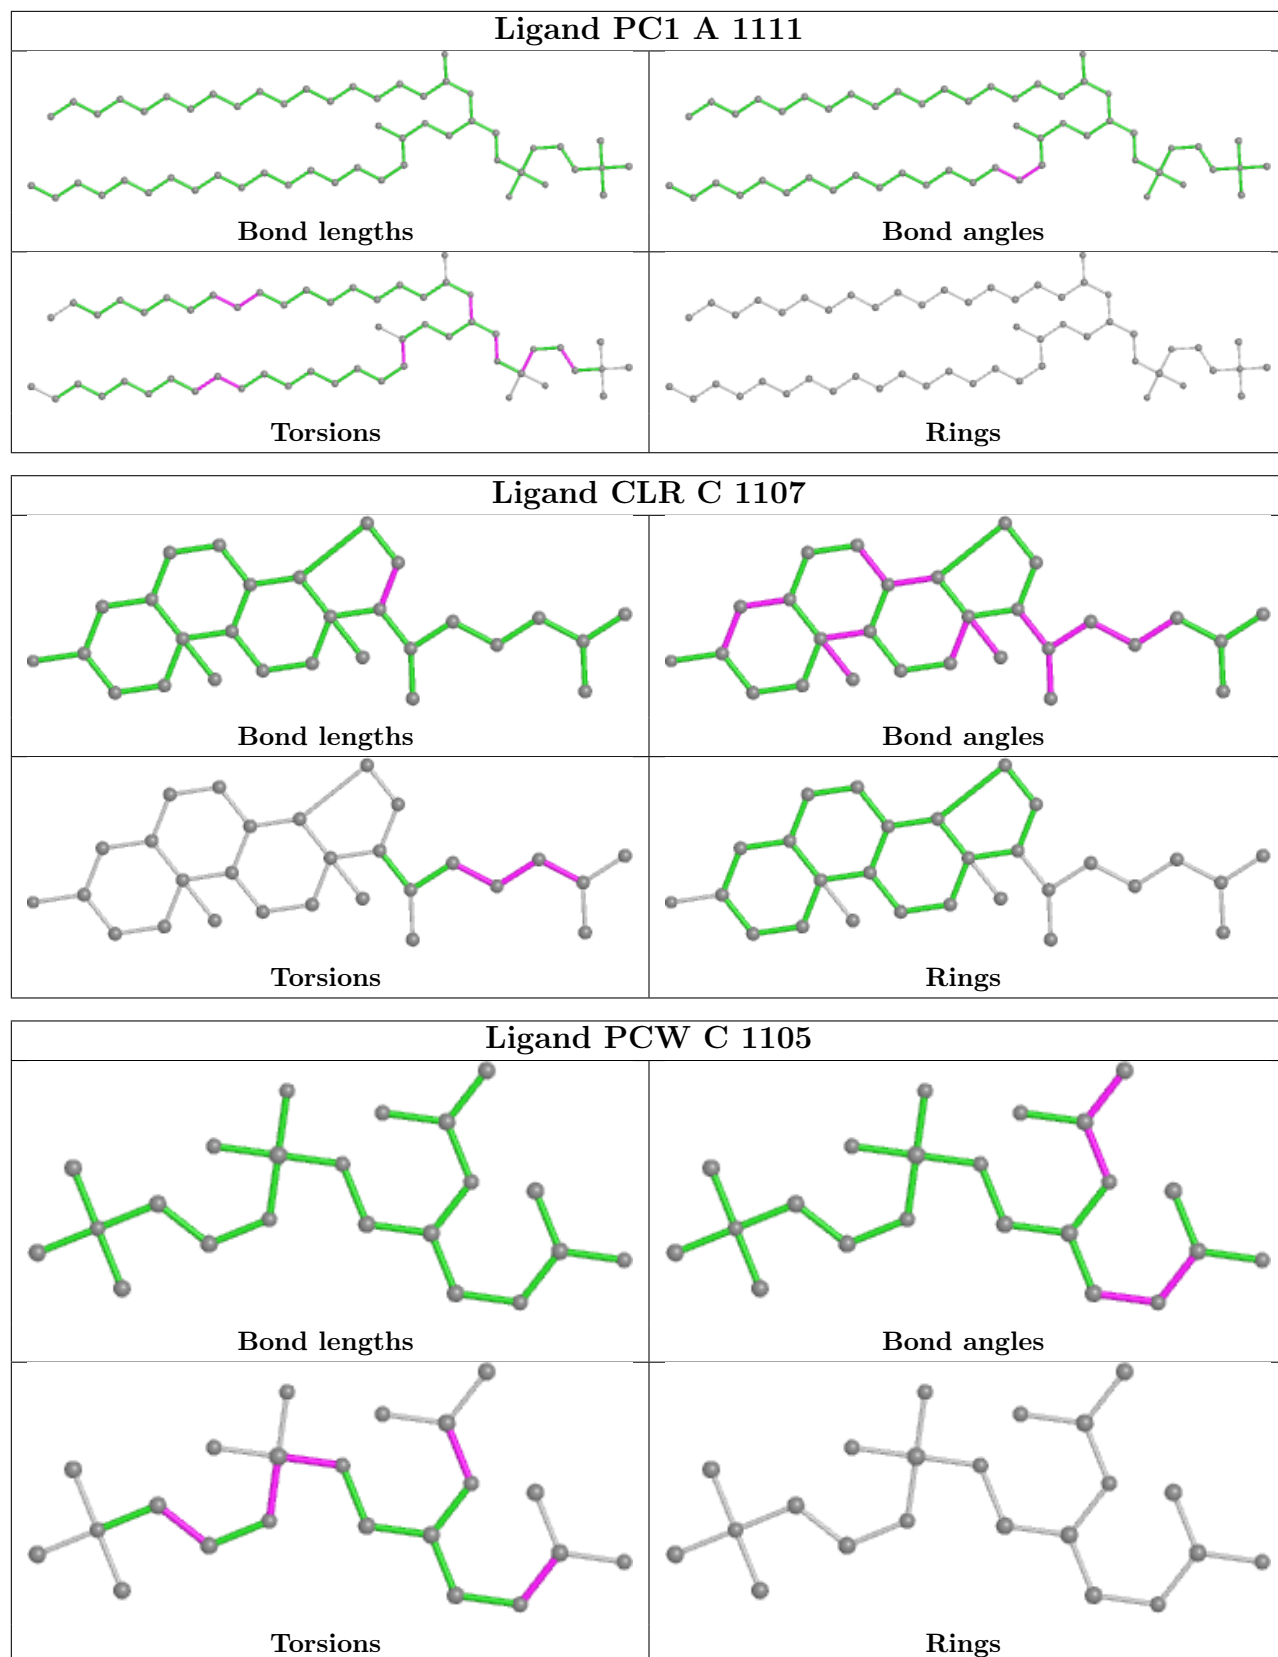 Ligand PC1 A 1111
Bond lengths
Bond angles
Torsions
Rings
Ligand CLR C 1107
Bond lengths
Bond angles
Torsions
Rings
Ligand PCW C 1105
Bond lengths
Bond angles
Torsions
Rings